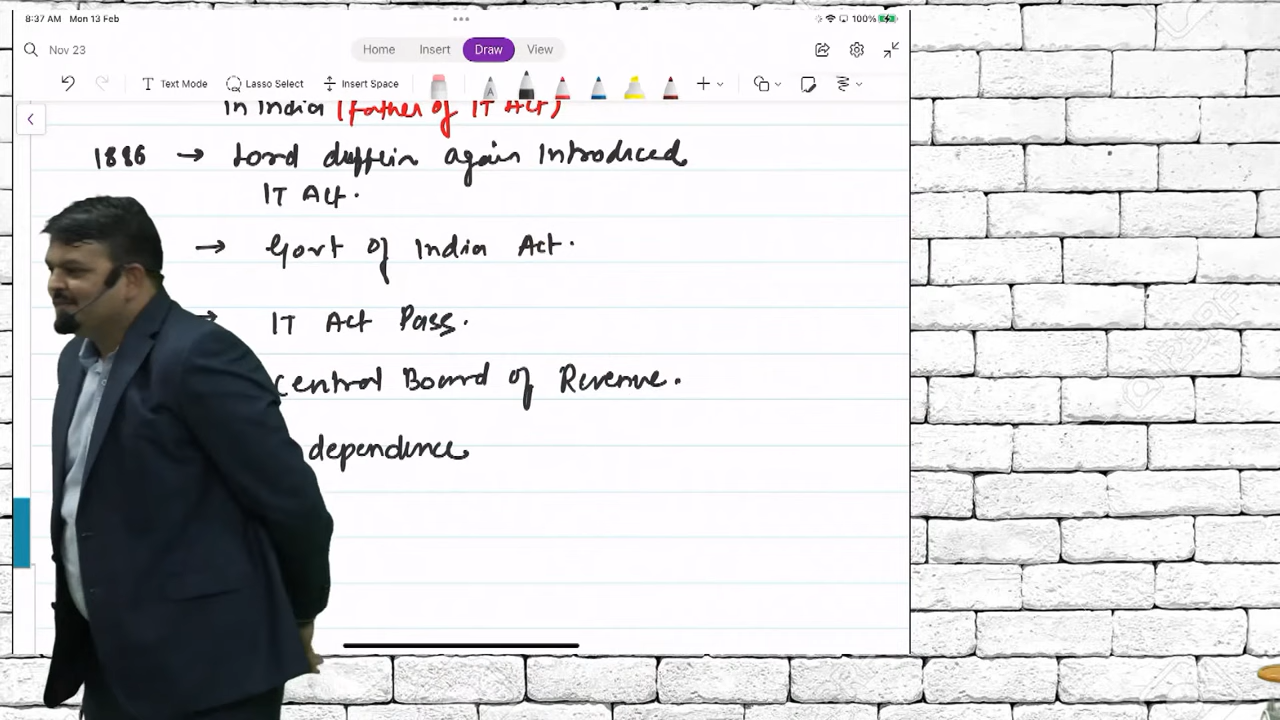 8:37 AM Mon 13 Feb
100%
Nov 23
Home Insert Draw View
Text Mode Lasso Select Insert Space
In India (father of IT Act)
1886 → Lord dufferin again Introduced
IT Act.
→ Govt of India Act.
→ IT Act Pass.
Central Board of Revenue.
dependence